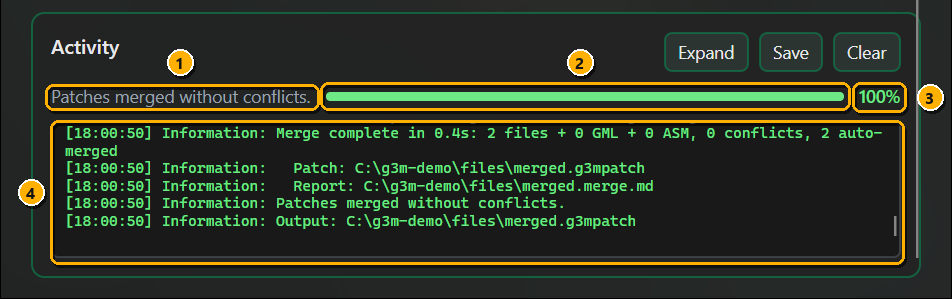 Activity
Expand
Save
Clear
1
2
Patches merged without conflicts.
100%
3
[18:00:50] Information: Merge complete in 0.4s: 2 files + 0 GML + 0 ASM, 0 conflicts, 2 auto-
merged
[18:00:50] Information:   Patch: C:\g3m-demo\files\merged.g3mpatch
4
[18:00:50] Information:   Report: C:\g3m-demo\files\merged.merge.md
[18:00:50] Information: Patches merged without conflicts.
[18:00:50] Information: Output: C:\g3m-demo\files\merged.g3mpatch